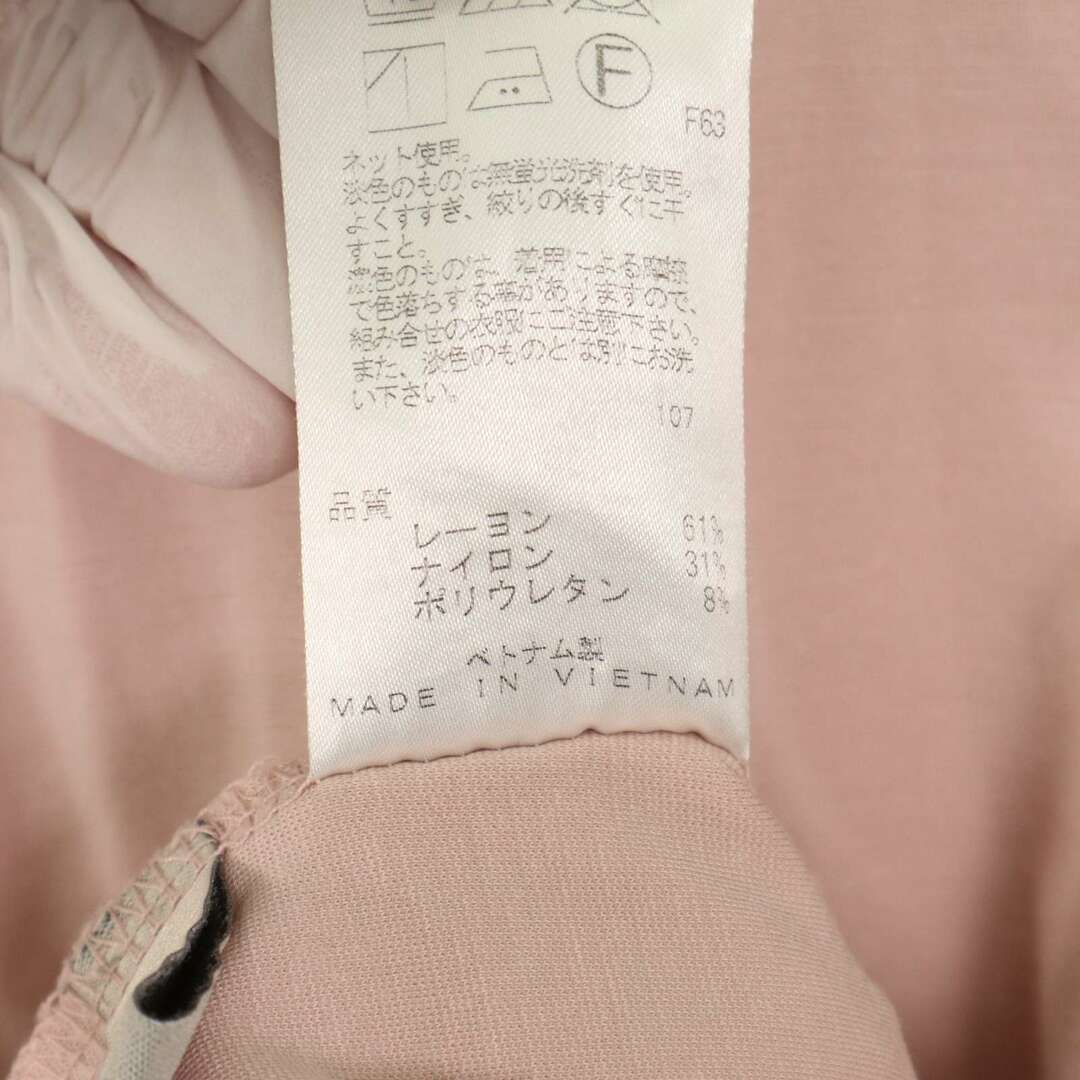 F
F63
ネット使用。
淡色のものは無蛍光洗剤を使用。
よくすすぎ、絞りの後すぐに干
すこと。
濃色のものは、着用による摩擦
で色落ちする事がありますので、
組み合せの衣服にご注意下さい。
また、淡色のものとは別にお洗
い下さい。
107
品質
レーヨン 61%
ナイロン 31%
ポリウレタン 8%
ベトナム製
MADE IN VIETNAM